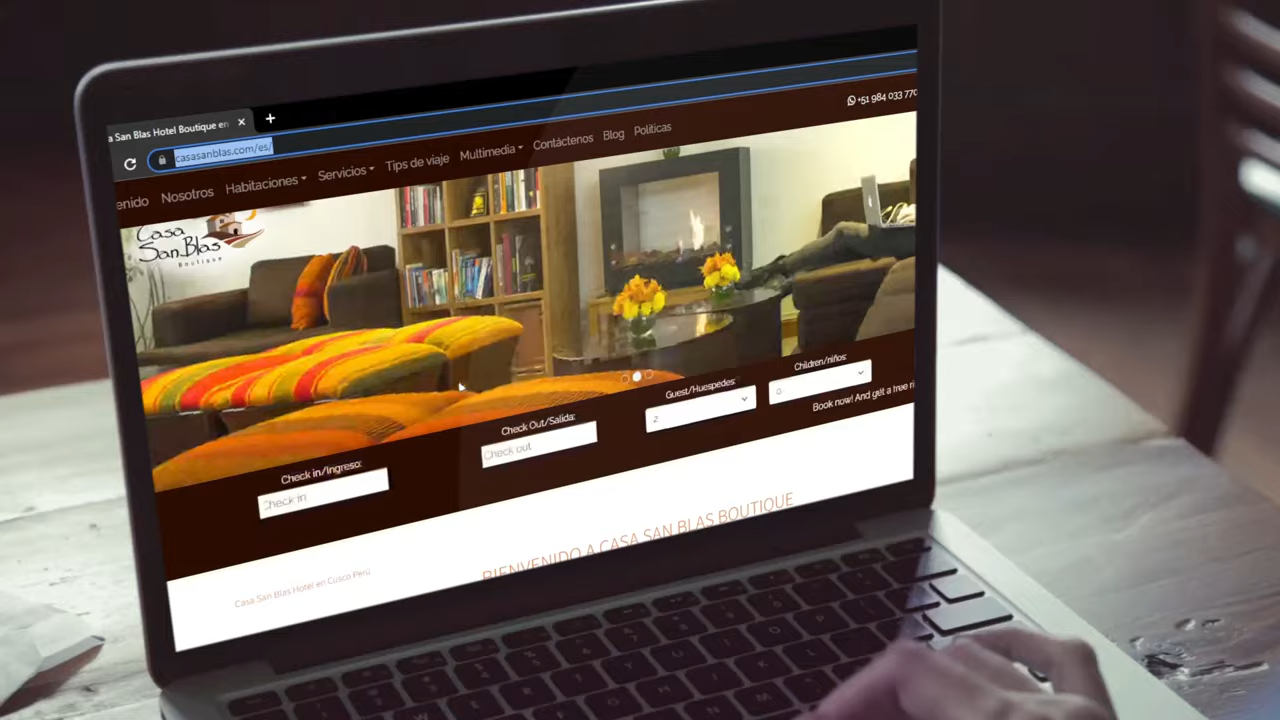 a San Blas Hotel Boutique en
casasanblas.com/es/
+51 984 033 770
enido Nosotros Habitaciones Servicios Tips de viaje Multimedia Contáctenos Blog Políticas
Casa
San Blas
Boutique
Check in/Ingreso:
Check in
Check Out/Salida:
Check out
Guest/Huespedes:
2
Children/niños:
0
Book now! And get a free ri
BIENVENIDO A CASA SAN BLAS BOUTIQUE
Casa San Blas Hotel en Cusco Perú